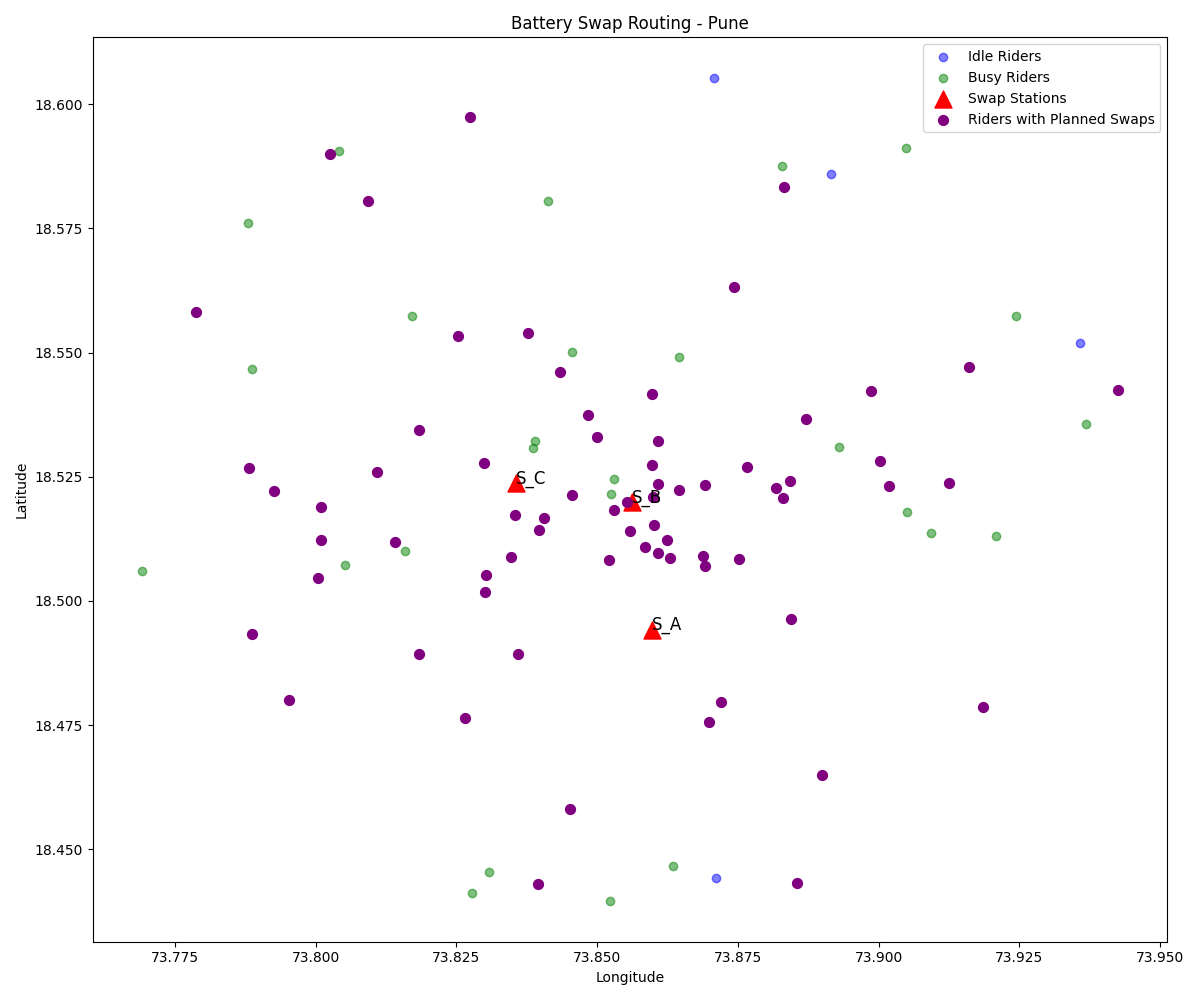 Battery Swap Routing - Pune
Idle Riders
Busy Riders
Swap Stations
Riders with Planned Swaps
18.600
18.575
18.550
18.525
18.500
18.475
18.450
Latitude
S_C
S_B
S_A
73.775
73.800
73.825
73.850
73.875
73.900
73.925
73.950
Longitude